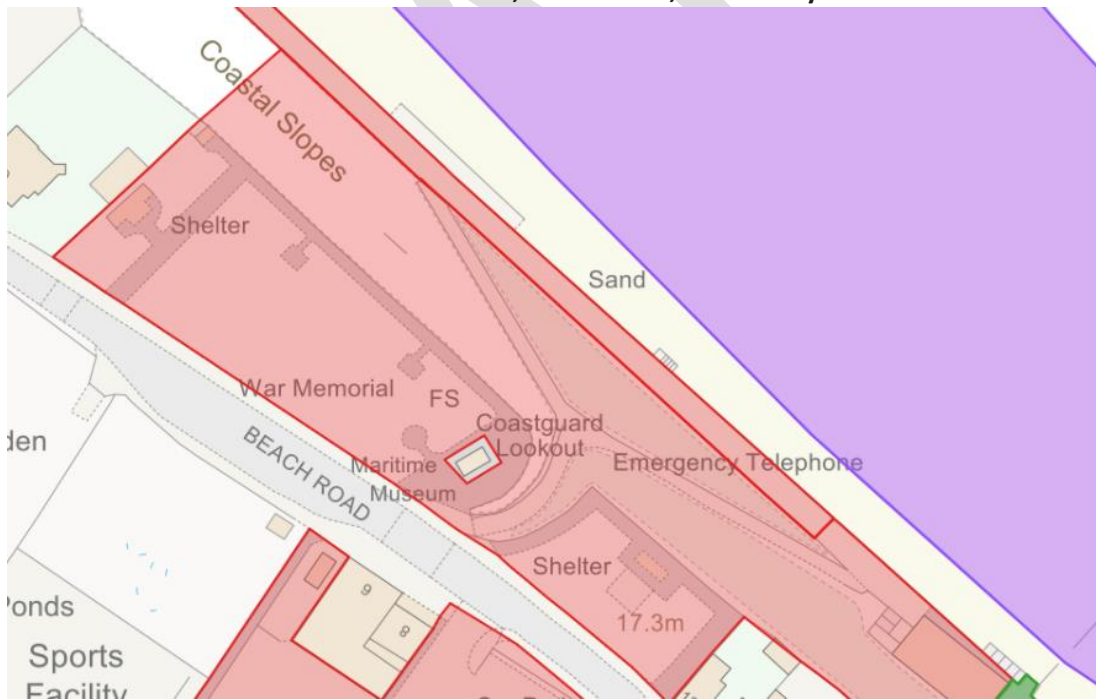 Coastal Slopes
Shelter
Sand
War Memorial
FS
Coastguard
Lookout
Emergency Telephone
Maritime
Museum
BEACH ROAD
Shelter
17.3m
9
8
Ponds
Sports
Facility